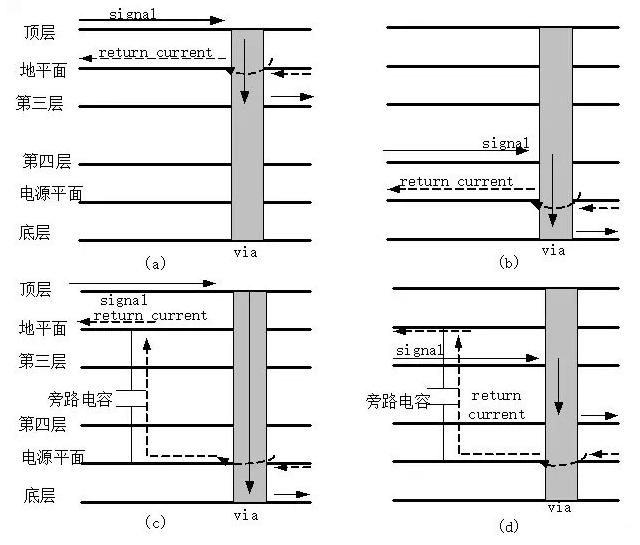 signal
顶层
return current
地平面
第三层
第四层
电源平面
底层
via
(a)
signal
return current
via
(b)
顶层
signal
return current
地平面
第三层
旁路电容
第四层
电源平面
底层
via
(c)
signal
旁路电容
return
current
via
(d)